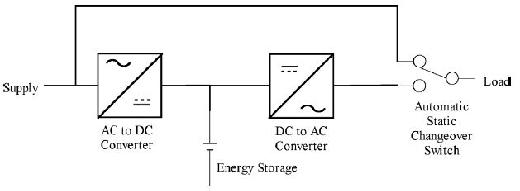 Supply
Load
AC to DC
Converter
DC to AC
Converter
Automatic
Static
Changeover
Switch
Energy Storage